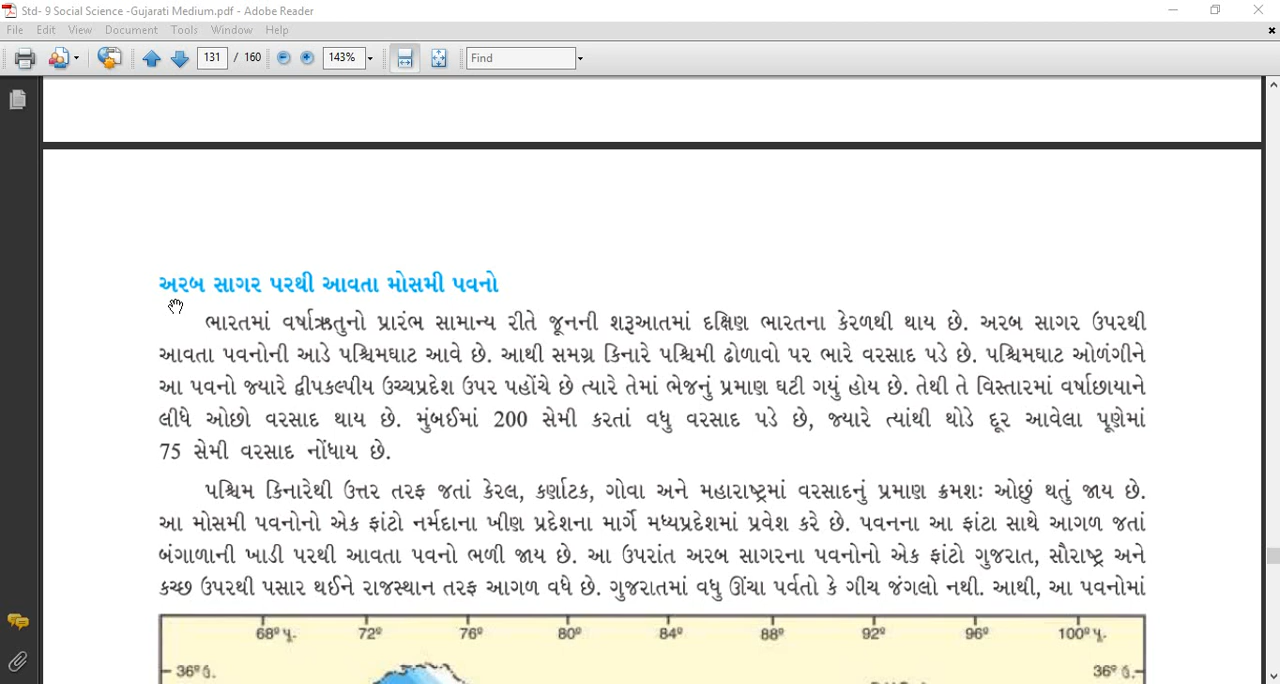 Std- 9 Social Science -Gujarati Medium.pdf - Adobe Reader
File Edit View Document Tools Window Help
131 / 160 143% Find
અરબ સાગર પરથી આવતા મોસમી પવનો
ભારતમાં વર્ષાઋતુનો પ્રારંભ સામાન્ય રીતે જૂનની શરૂઆતમાં દક્ષિણ ભારતના કેરળથી થાય છે. અરબ સાગર ઉપરથી
આવતા પવનોની આડે પશ્ચિમઘાટ આવે છે. આથી સમગ્ર કિનારે પશ્ચિમી ઢોળાવો પર ભારે વરસાદ પડે છે. પશ્ચિમઘાટ ઓળંગીને
આ પવનો જ્યારે દ્વીપકલ્પીય ઉચ્ચપ્રદેશ ઉપર પહોંચે છે ત્યારે તેમાં ભેજનું પ્રમાણ ઘટી ગયું હોય છે. તેથી તે વિસ્તારમાં વર્ષાછાયાને
લીધે ઓછો વરસાદ થાય છે. મુંબઈમાં 200 સેમી કરતાં વધુ વરસાદ પડે છે, જ્યારે ત્યાંથી થોડે દૂર આવેલા પૂણેમાં
75 સેમી વરસાદ નોંધાય છે.
પશ્ચિમ કિનારેથી ઉત્તર તરફ જતાં કેરલ, કર્ણાટક, ગોવા અને મહારાષ્ટ્રમાં વરસાદનું પ્રમાણ ક્રમશઃ ઓછું થતું જાય છે.
આ મોસમી પવનોનો એક ફાંટો નર્મદાના ખીણ પ્રદેશના માર્ગે મધ્યપ્રદેશમાં પ્રવેશ કરે છે. પવનના આ ફાંટા સાથે આગળ જતાં
બંગાળાની ખાડી પરથી આવતા પવનો ભળી જાય છે. આ ઉપરાંત અરબ સાગરના પવનોનો એક ફાંટો ગુજરાત, સૌરાષ્ટ્ર અને
કચ્છ ઉપરથી પસાર થઈને રાજસ્થાન તરફ આગળ વધે છે. ગુજરાતમાં વધુ ઊંચા પર્વતો કે ગીચ જંગલો નથી. આથી, આ પવનોમાં
68° પૂ. 72° 76° 80° 84° 88° 92° 96° 100° પૂ.
36° ઉ. 36° ઉ.